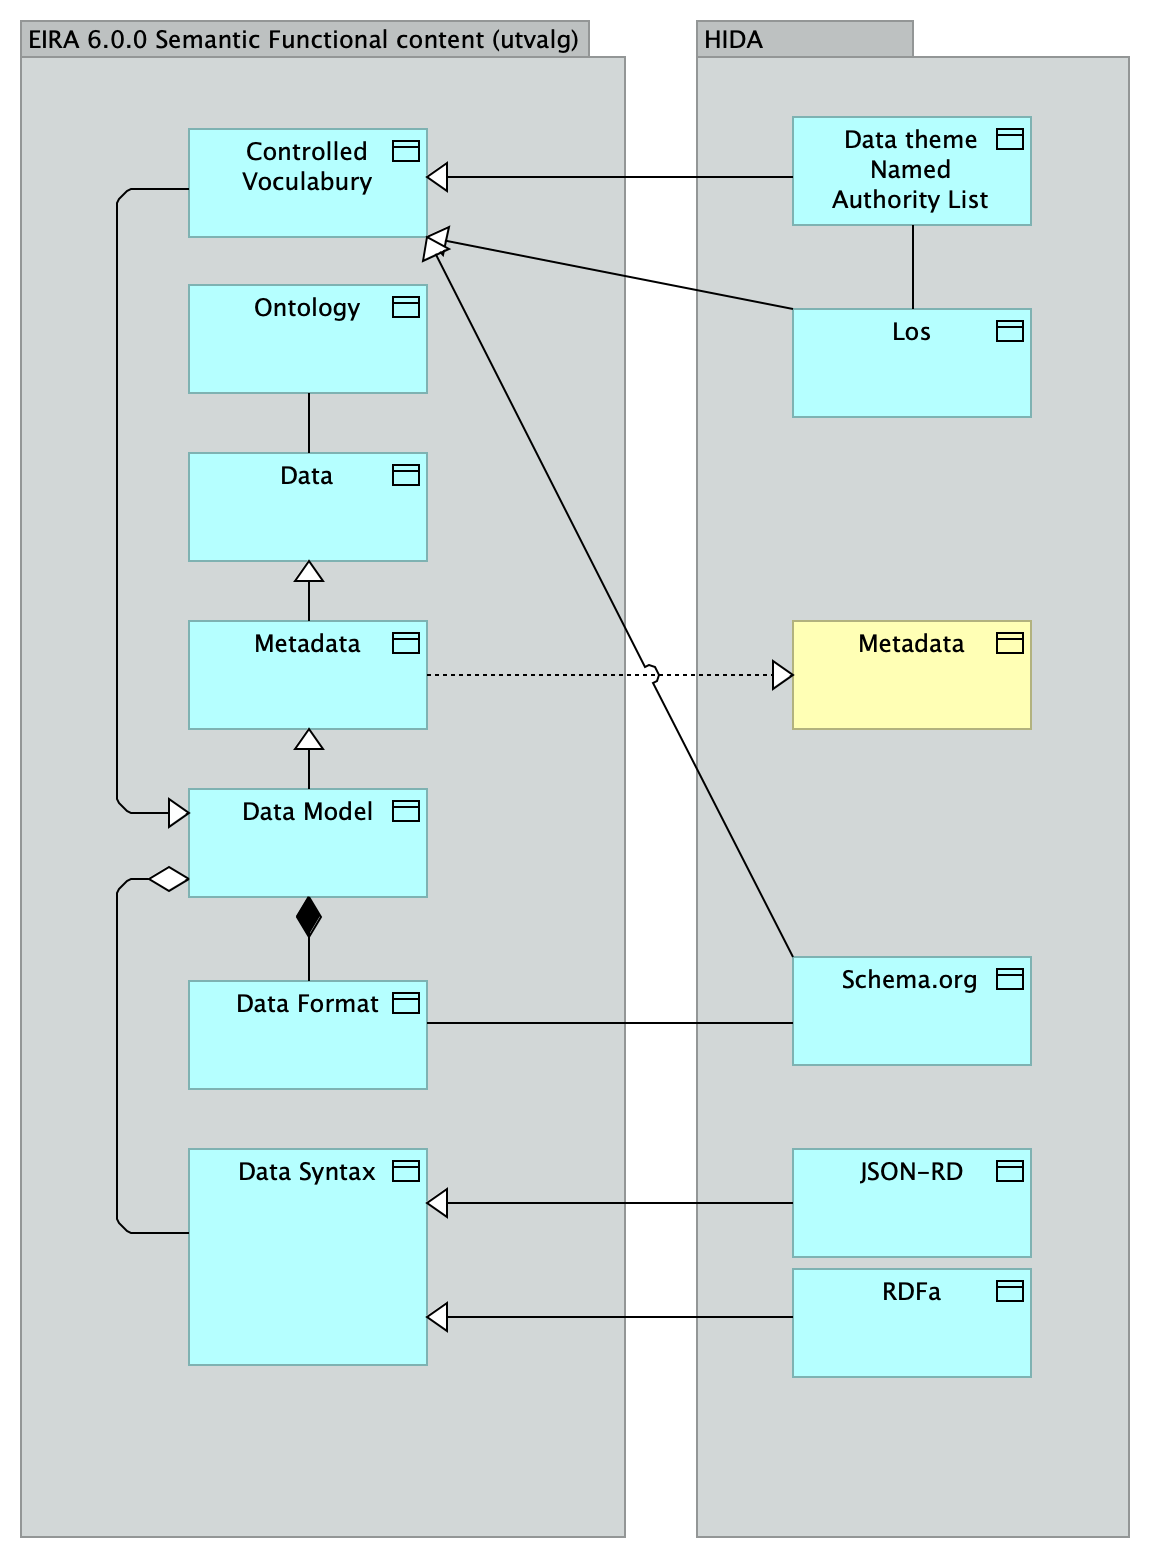 EIRA 6.0.0 Semantic Functional content (utvalg)
Controlled
Voculabury
Ontology
Data
Metadata
Data Model
Data Format
Data Syntax
HIDA
Data theme
Named
Authority List
Los
Metadata
Schema.org
JSON-RD
RDFa